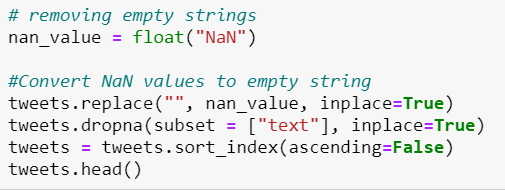 # removing empty strings
nan_value = float("NaN")
#Convert NaN values to empty string
tweets.replace("", nan_value, inplace=True)
tweets.dropna(subset = ["text"], inplace=True)
tweets = tweets.sort_index(ascending=False)
tweets.head()